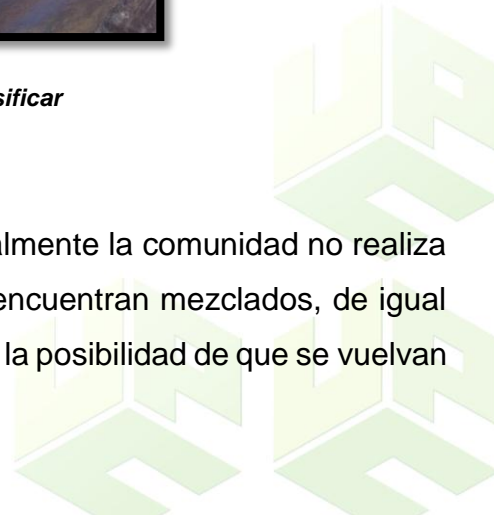 sificar
almente la comunidad no realiza
encuentran mezclados, de igual
la posibilidad de que se vuelvan